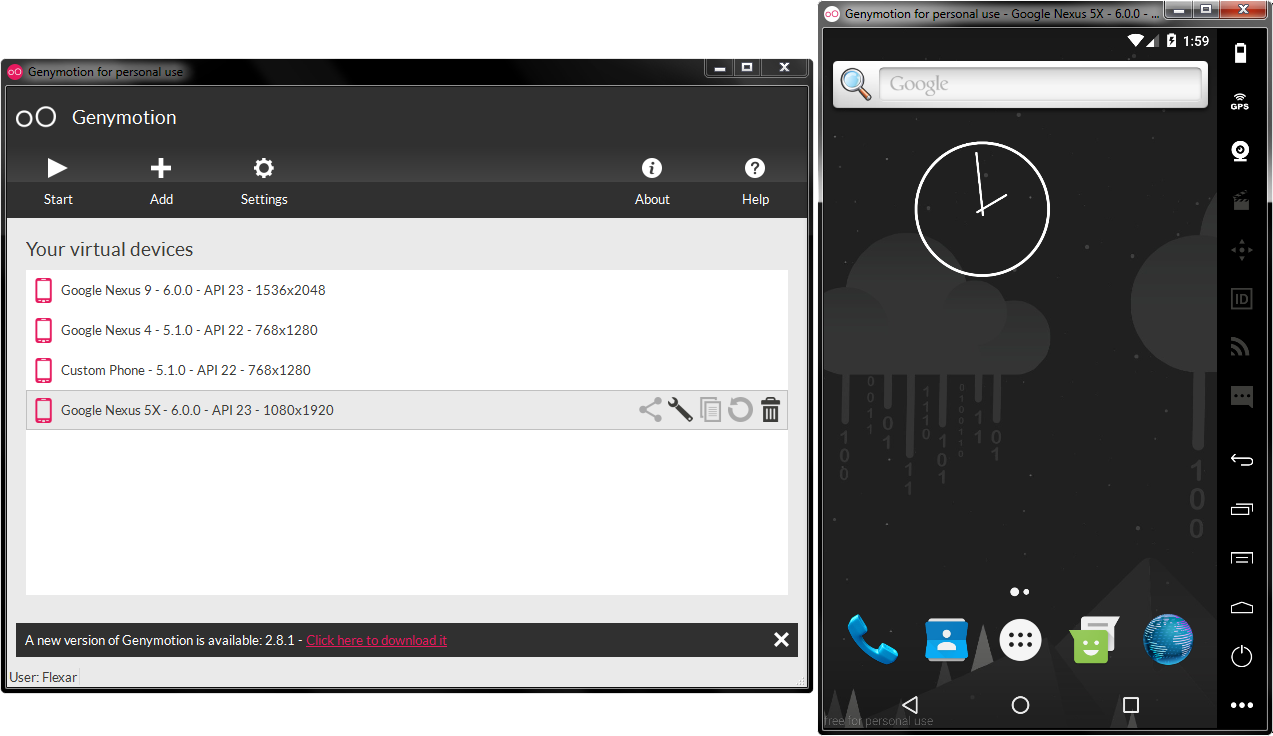 Genymotion for personal use
Genymotion
Start
Add
Settings
About
Help
Your virtual devices
Google Nexus 9 - 6.0.0 - API 23 - 1536x2048
Google Nexus 4 - 5.1.0 - API 22 - 768x1280
Custom Phone - 5.1.0 - API 22 - 768x1280
Google Nexus 5X - 6.0.0 - API 23 - 1080x1920
A new version of Genymotion is available: 2.8.1 - Click here to download it
User: Flexar
Genymotion for personal use - Google Nexus 5X - 6.0.0 - ...
1:59
Google
GPS
ID
free for personal use